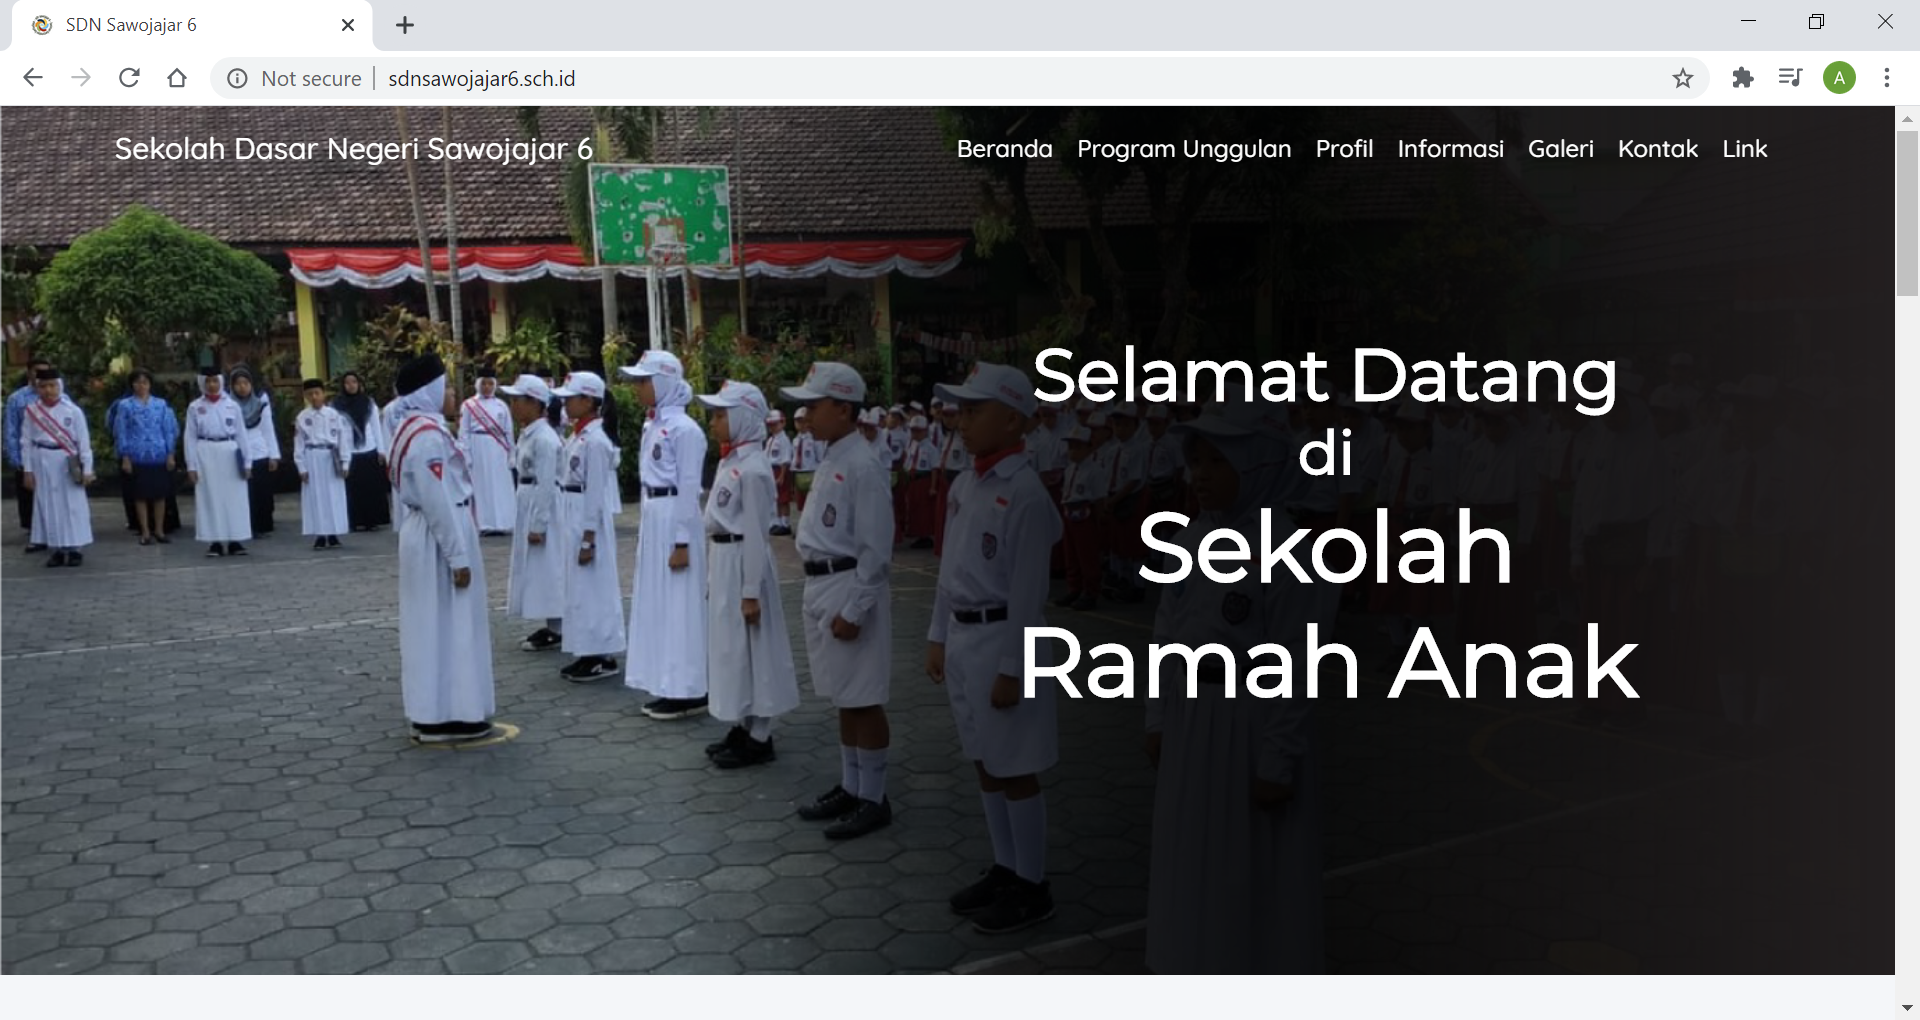 SDN Sawojajar 6
Not secure
sdnsawojajar6.sch.id
A
Sekolah Dasar Negeri Sawojajar 6
Beranda Program Unggulan Profil Informasi Galeri Kontak Link
Selamat Datang
di
Sekolah
Ramah Anak